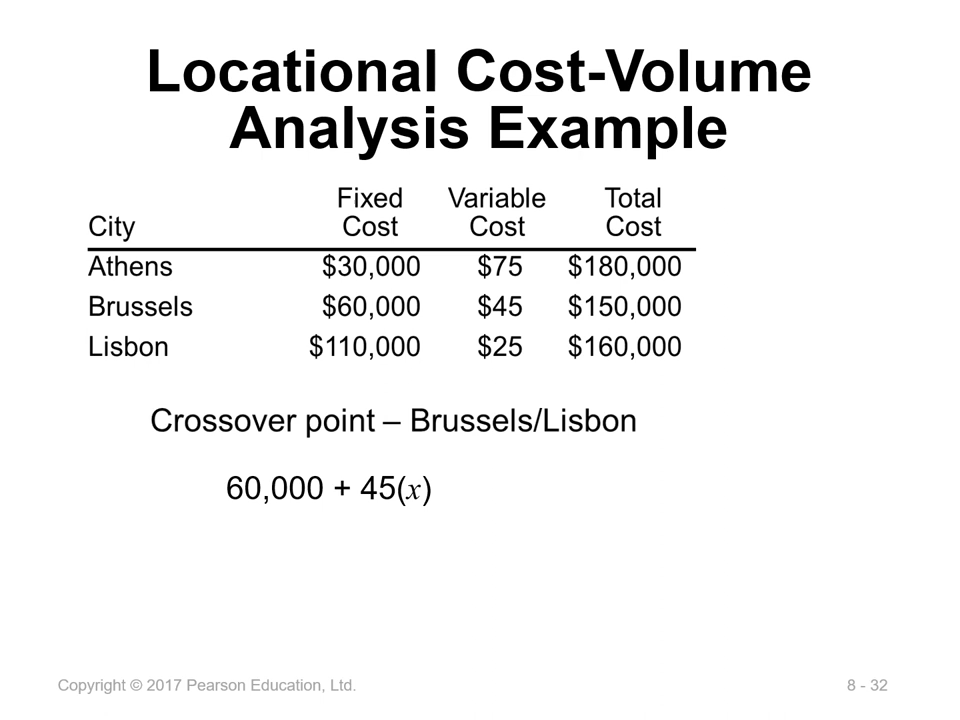 Locational Cost-Volume
Analysis Example
Fixed Variable Total
City Cost Cost Cost
Athens $30,000 $75 $180,000
Brussels $60,000 $45 $150,000
Lisbon $110,000 $25 $160,000
Crossover point – Brussels/Lisbon
60,000 + 45(x)
Copyright © 2017 Pearson Education, Ltd. 8 - 32